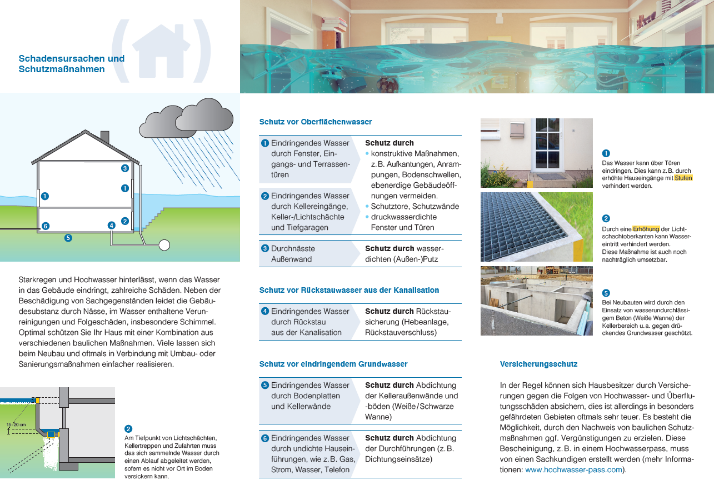 Schadensursachen und
Schutzmaßnahmen
Starkregen und Hochwasser hinterlässt, wenn das Wasser
in das Gebäude eindringt, zahlreiche Schäden. Neben der
Beschädigung von Sachgegenständen leidet die Gebäu-
desubstanz durch Nässe, im Wasser enthaltene Verun-
reinigungen und Folgeschäden, insbesondere Schimmel.
Optimal schützen Sie Ihr Haus mit einer Kombination aus
verschiedenen baulichen Maßnahmen. Viele lassen sich
beim Neubau und oftmals in Verbindung mit Umbau- oder
Sanierungsmaßnahmen einfacher realisieren.
2
Am Tiefpunkt von Lichtschächten,
Kellertreppen und Zufahrten muss
das sich sammelnde Wasser durch
einen Ablauf abgeleitet werden,
sofern es nicht vor Ort im Boden
versickern kann.
Schutz vor Oberflächenwasser
1 Eindringendes Wasser
durch Fenster, Ein-
gangs- und Terrassen-
türen
2 Eindringendes Wasser
durch Kellereingänge,
Keller-/Lichtschächte
und Tiefgaragen
Schutz durch
• konstruktive Maßnahmen,
z. B. Aufkantungen, Anram-
pungen, Bodenschwellen,
ebenerdige Gebäudeöff-
nungen vermeiden.
• Schutztore, Schutzwände
• druckwasserdichte
Fenster und Türen
3 Durchnässte
Außenwand
Schutz durch wasser-
dichten (Außen-)Putz
Schutz vor Rückstauwasser aus der Kanalisation
4 Eindringendes Wasser
durch Rückstau
aus der Kanalisation
Schutz durch Rückstau-
sicherung (Hebeanlage,
Rückstauverschluss)
Schutz vor eindringendem Grundwasser
5 Eindringendes Wasser
durch Bodenplatten
und Kellerwände
Schutz durch Abdichtung
der Kelleraußenwände und
-böden (Weiße/Schwarze
Wanne)
6 Eindringendes Wasser
durch undichte Hausein-
führungen, wie z. B. Gas,
Strom, Wasser, Telefon
Schutz durch Abdichtung
der Durchführungen (z. B.
Dichtungseinsätze)
1
Das Wasser kann über Türen
eindringen. Dies kann z. B. durch
erhöhte Hauseingänge mit Stufen
verhindert werden.
2
Durch eine Erhöhung der Licht-
schachtoberkanten kann Wasser-
eintritt verhindert werden.
Diese Maßnahme ist auch noch
nachträglich umsetzbar.
5
Bei Neubauten wird durch den
Einsatz von wasserundurchlässi-
gem Beton (Weiße Wanne) der
Kellerbereich u. a. gegen drü-
ckendes Grundwasser geschützt.
Versicherungsschutz
In der Regel können sich Hausbesitzer durch Versiche-
rungen gegen die Folgen von Hochwasser- und Überflu-
tungsschäden absichern, dies ist allerdings in besonders
gefährdeten Gebieten oftmals sehr teuer. Es besteht die
Möglichkeit, durch den Nachweis von baulichen Schutz-
maßnahmen ggf. Vergünstigungen zu erzielen. Diese
Bescheinigung, z. B. in einem Hochwasserpass, muss
von einem Sachkundigen erstellt werden (mehr Informa-
tionen: www.hochwasser-pass.com).